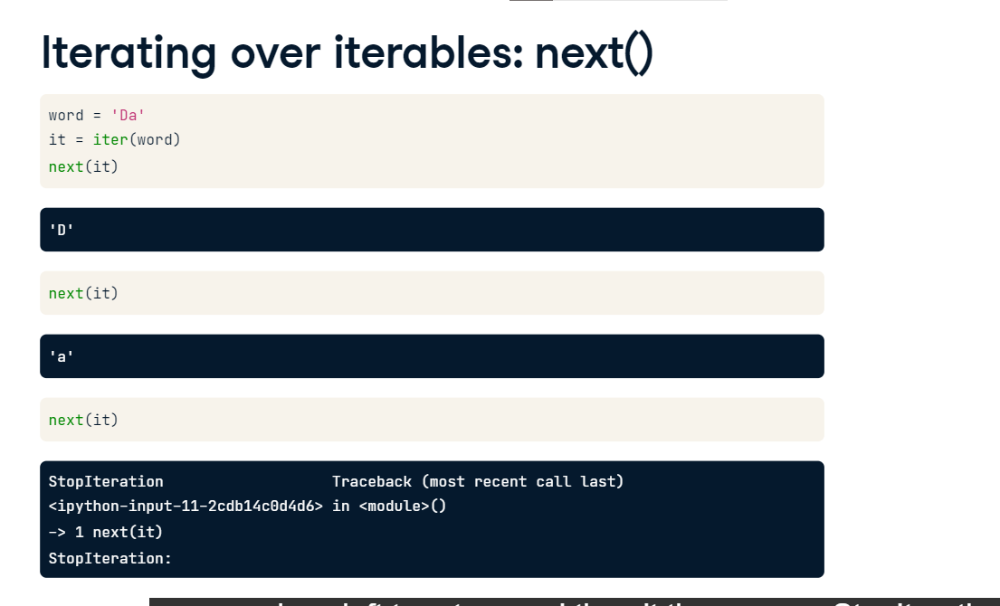 Iterating over iterables: next()
word = 'Da'
it = iter(word)
next(it)
'D'
next(it)
'a'
next(it)
StopIteration                   Traceback (most recent call last)
<ipython-input-11-2cdb14c0d4d6> in <module>()
-> 1 next(it)
StopIteration: